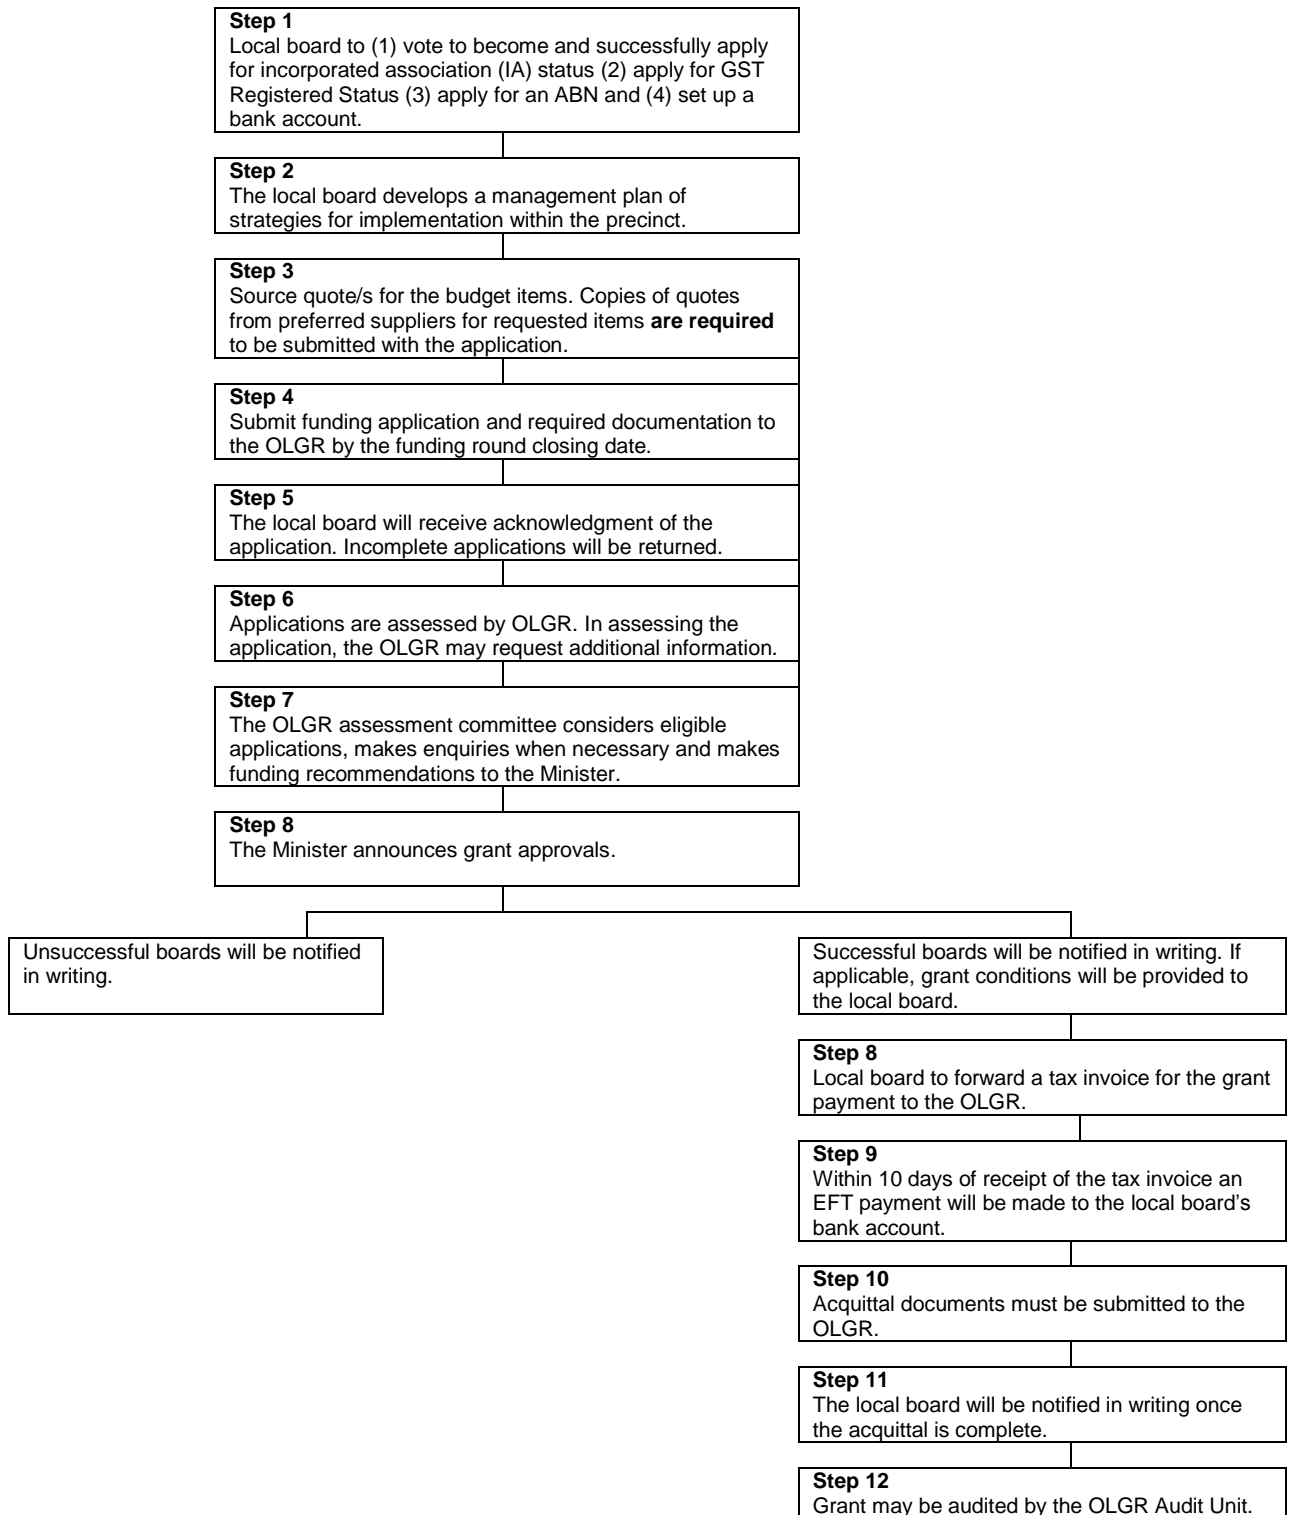 Step 1
Local board to (1) vote to become and successfully apply
for incorporated association (IA) status (2) apply for GST
Registered Status (3) apply for an ABN and (4) set up a
bank account.
Step 2
The local board develops a management plan of
strategies for implementation within the precinct.
Step 3
Source quote/s for the budget items. Copies of quotes
from preferred suppliers for requested items are required
to be submitted with the application.
Step 4
Submit funding application and required documentation to
the OLGR by the funding round closing date.
Step 5
The local board will receive acknowledgment of the
application. Incomplete applications will be returned.
Step 6
Applications are assessed by OLGR. In assessing the
application, the OLGR may request additional information.
Step 7
The OLGR assessment committee considers eligible
applications, makes enquiries when necessary and makes
funding recommendations to the Minister.
Step 8
The Minister announces grant approvals.
Unsuccessful boards will be notified
in writing.
Successful boards will be notified in writing. If
applicable, grant conditions will be provided to
the local board.
Step 8
Local board to forward a tax invoice for the grant
payment to the OLGR.
Step 9
Within 10 days of receipt of the tax invoice an
EFT payment will be made to the local board’s
bank account.
Step 10
Acquittal documents must be submitted to the
OLGR.
Step 11
The local board will be notified in writing once
the acquittal is complete.
Step 12
Grant may be audited by the OLGR Audit Unit.